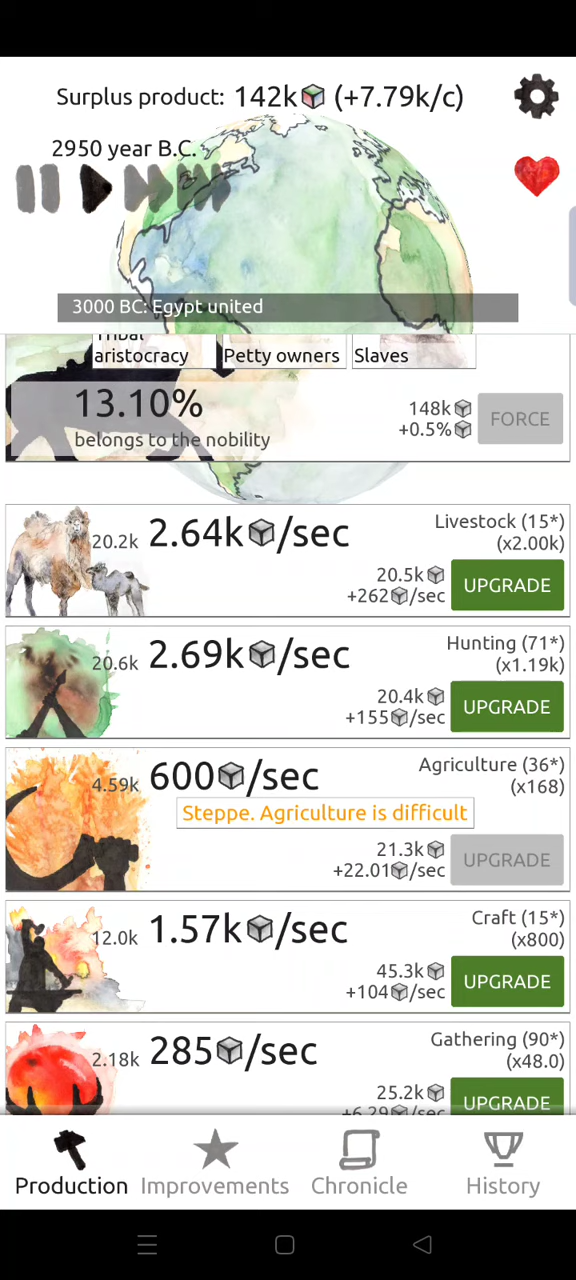 Surplus product: 142k (+7.79k/c)
2950 year B.C.
3000 BC: Egypt united
Tribal
aristocracy
Petty owners
Slaves
13.10%
belongs to the nobility
148k
+0.5%
FORCE
20.2k 2.64k/sec
Livestock (15*)
(x2.00k)
20.5k
+262/sec
UPGRADE
20.6k 2.69k/sec
Hunting (71*)
(x1.19k)
20.4k
+155/sec
UPGRADE
4.59k 600/sec
Agriculture (36*)
(x168)
Steppe. Agriculture is difficult
21.3k
+22.01/sec
UPGRADE
12.0k 1.57k/sec
Craft (15*)
(x800)
45.3k
+104/sec
UPGRADE
2.18k 285/sec
Gathering (90*)
(x48.0)
25.2k
+6.29/sec
UPGRADE
Production Improvements Chronicle History